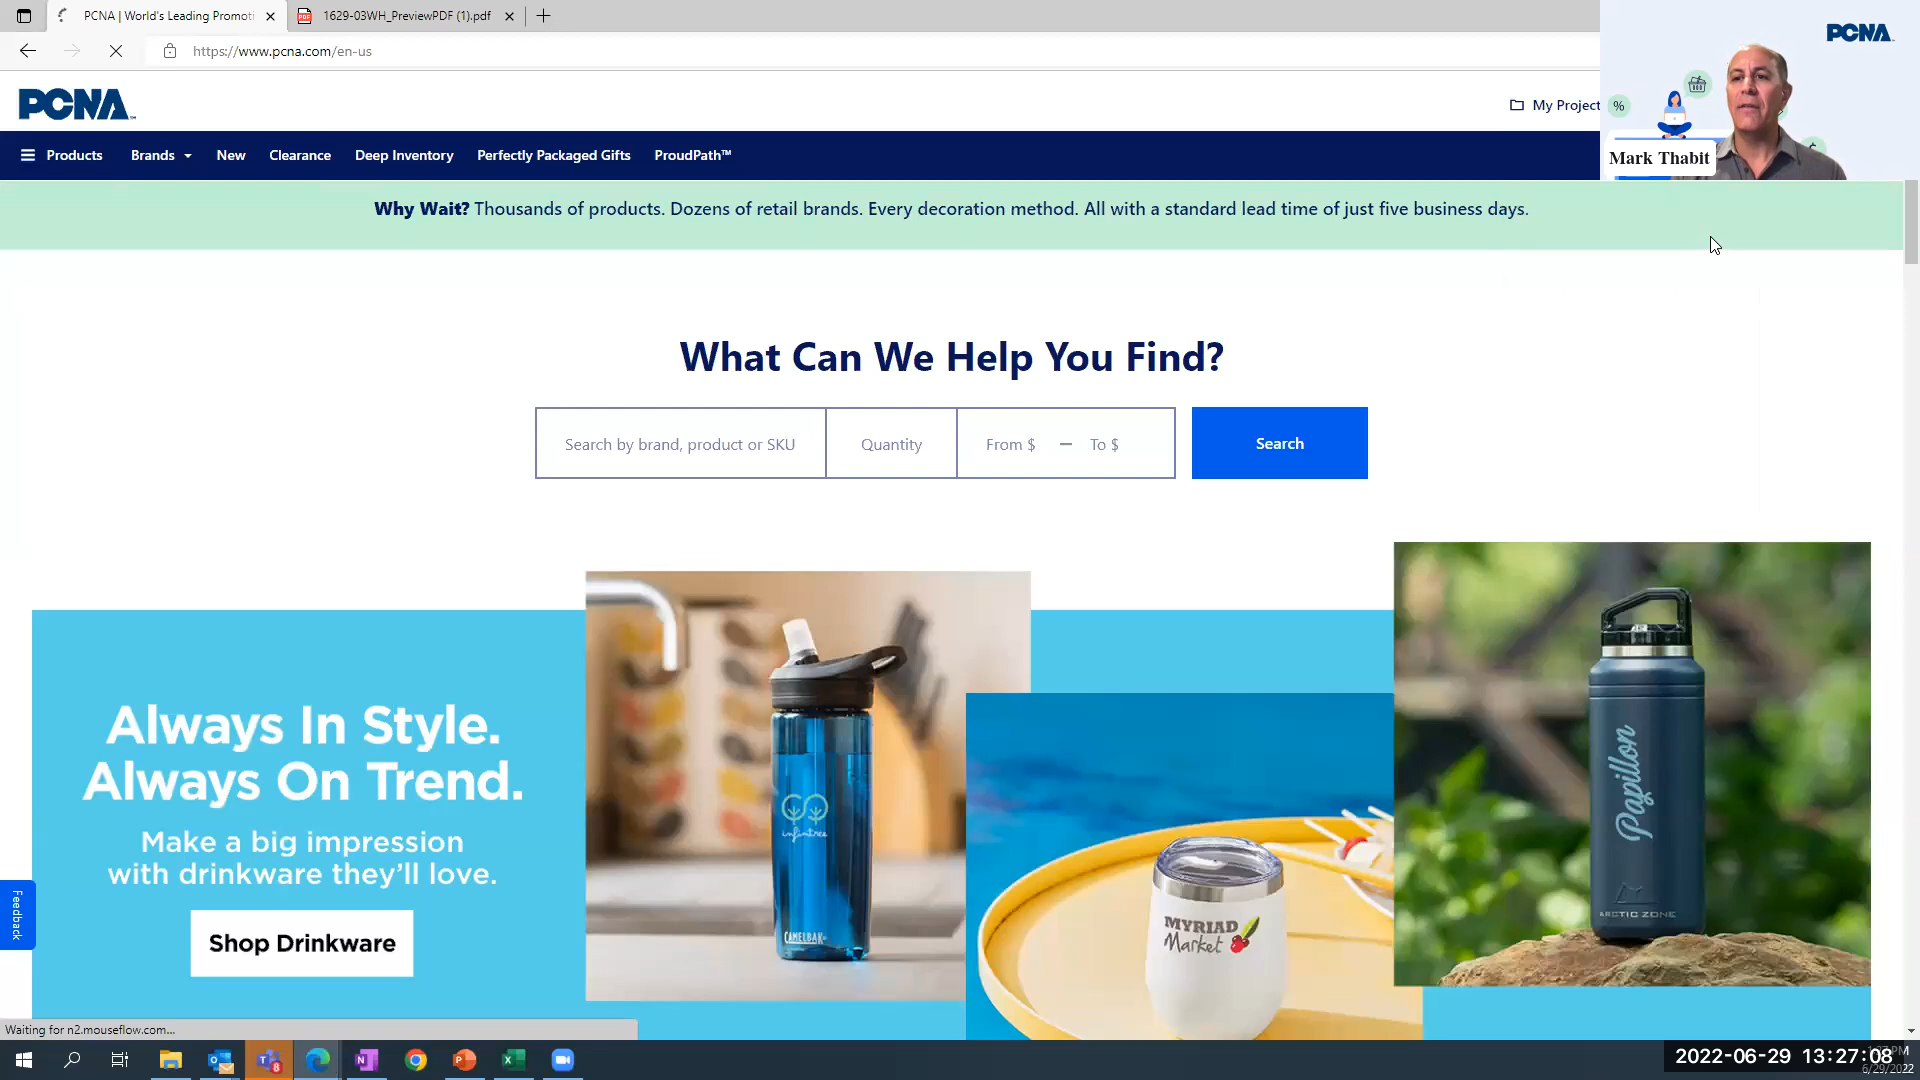 PCNA | World's Leading Promoti
1629-03WH_PreviewPDF (1).pdf
https://www.pcna.com/en-us
PCNA
My Project
%
PCNA
Mark Thabit
Products
Brands
New
Clearance
Deep Inventory
Perfectly Packaged Gifts
ProudPath™
Why Wait? Thousands of products. Dozens of retail brands. Every decoration method. All with a standard lead time of just five business days.
What Can We Help You Find?
Search by brand, product or SKU
Quantity
From $ — To $
Search
Always In Style.
Always On Trend.
Make a big impression
with drinkware they'll love.
Shop Drinkware
infinitree
CAMELBAK
MYRIAD
Market
Papillon
ARCTIC ZONE
Feedback
Waiting for n2.mouseflow.com...
8
2022-06-29 13:27:08
6/29/2022